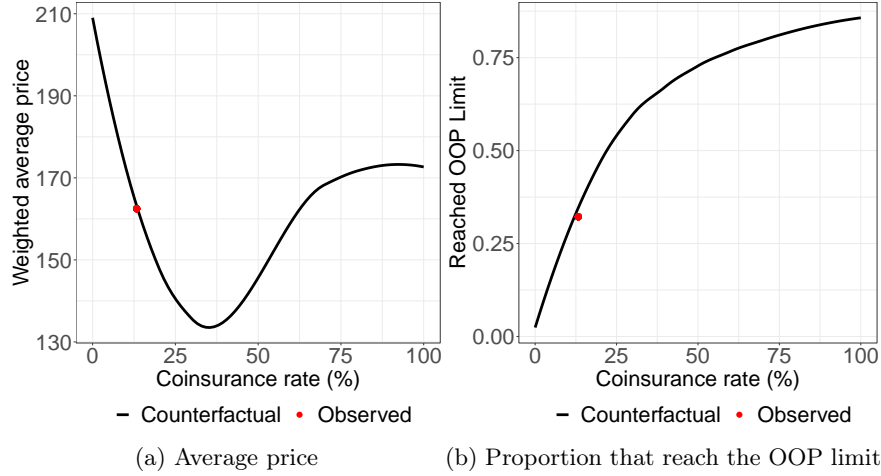 Weighted average price
210
190
170
150
130
0
25
50
75
100
Coinsurance rate (%)
Counterfactual
Observed
(a) Average price
Reached OOP Limit
0.75
0.50
0.25
0.00
0
25
50
75
100
Coinsurance rate (%)
Counterfactual
Observed
(b) Proportion that reach the OOP limit